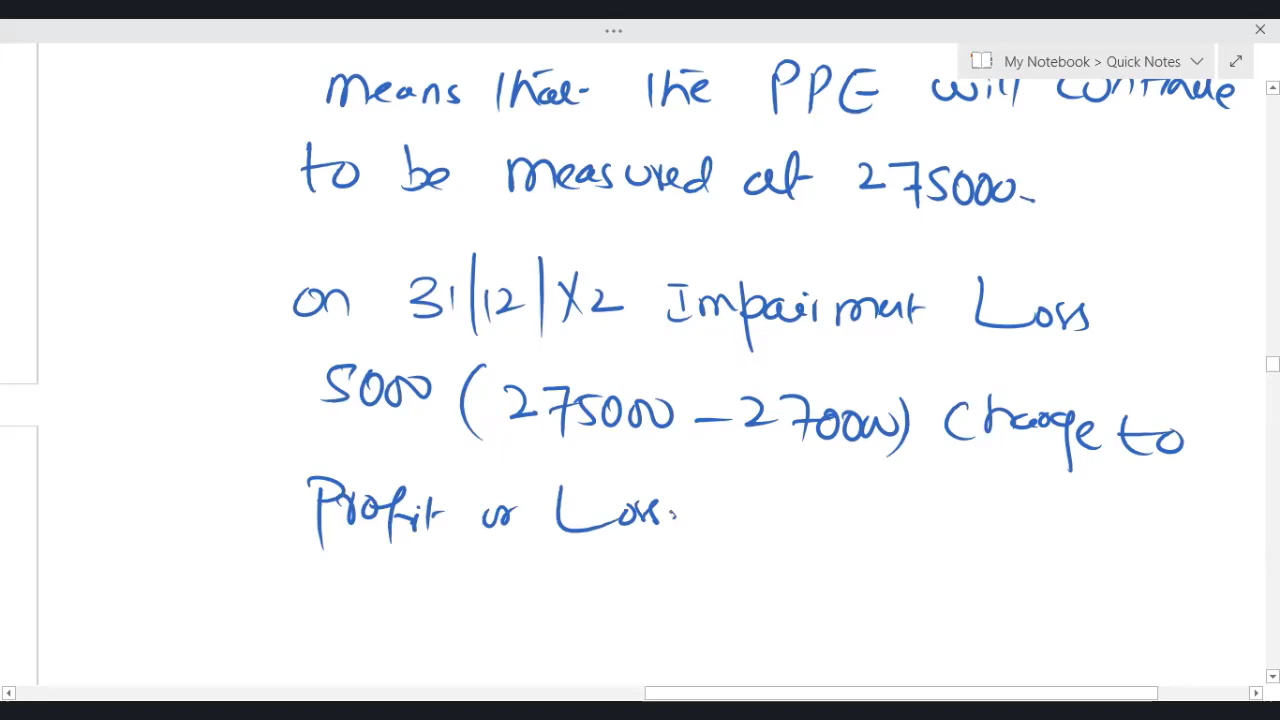 My Notebook > Quick Notes
means that the PPE will continue
to be measured at 275000.
on 31/12/X2 Impairment Loss
5000 (275000 - 270000) Charge to
Profit or Loss.